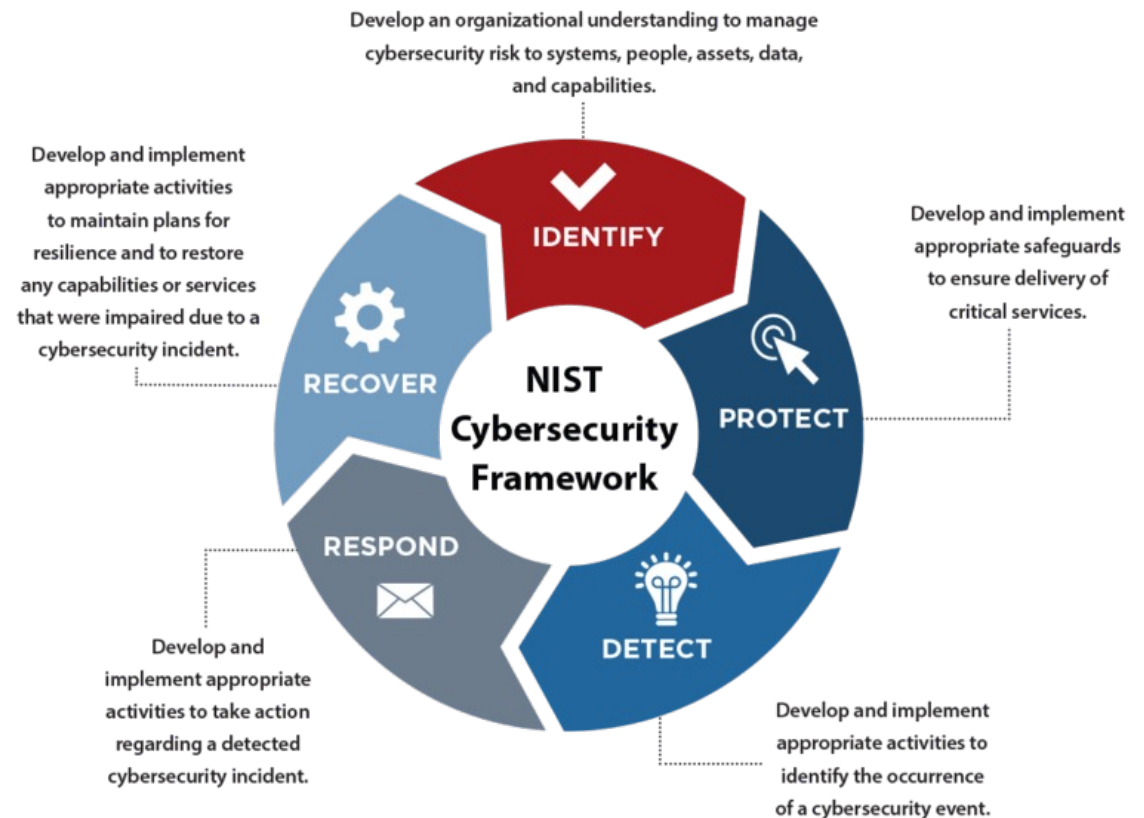 Develop an organizational understanding to manage
cybersecurity risk to systems, people, assets, data,
and capabilities.
IDENTIFY
Develop and implement
appropriate safeguards
to ensure delivery of
critical services.
PROTECT
Develop and implement
appropriate activities to
identify the occurrence
of a cybersecurity event.
DETECT
Develop and
implement appropriate
activities to take action
regarding a detected
cybersecurity incident.
RESPOND
Develop and implement
appropriate activities
to maintain plans for
resilience and to restore
any capabilities or services
that were impaired due to a
cybersecurity incident.
RECOVER
NIST
Cybersecurity
Framework